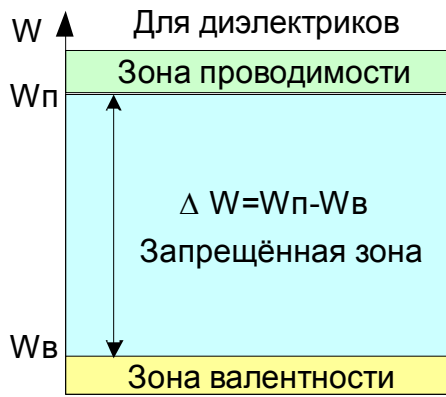 W
Для диэлектриков
Зона проводимости
Wп
Δ W=Wп-Wв
Запрещённая зона
Wв
Зона валентности